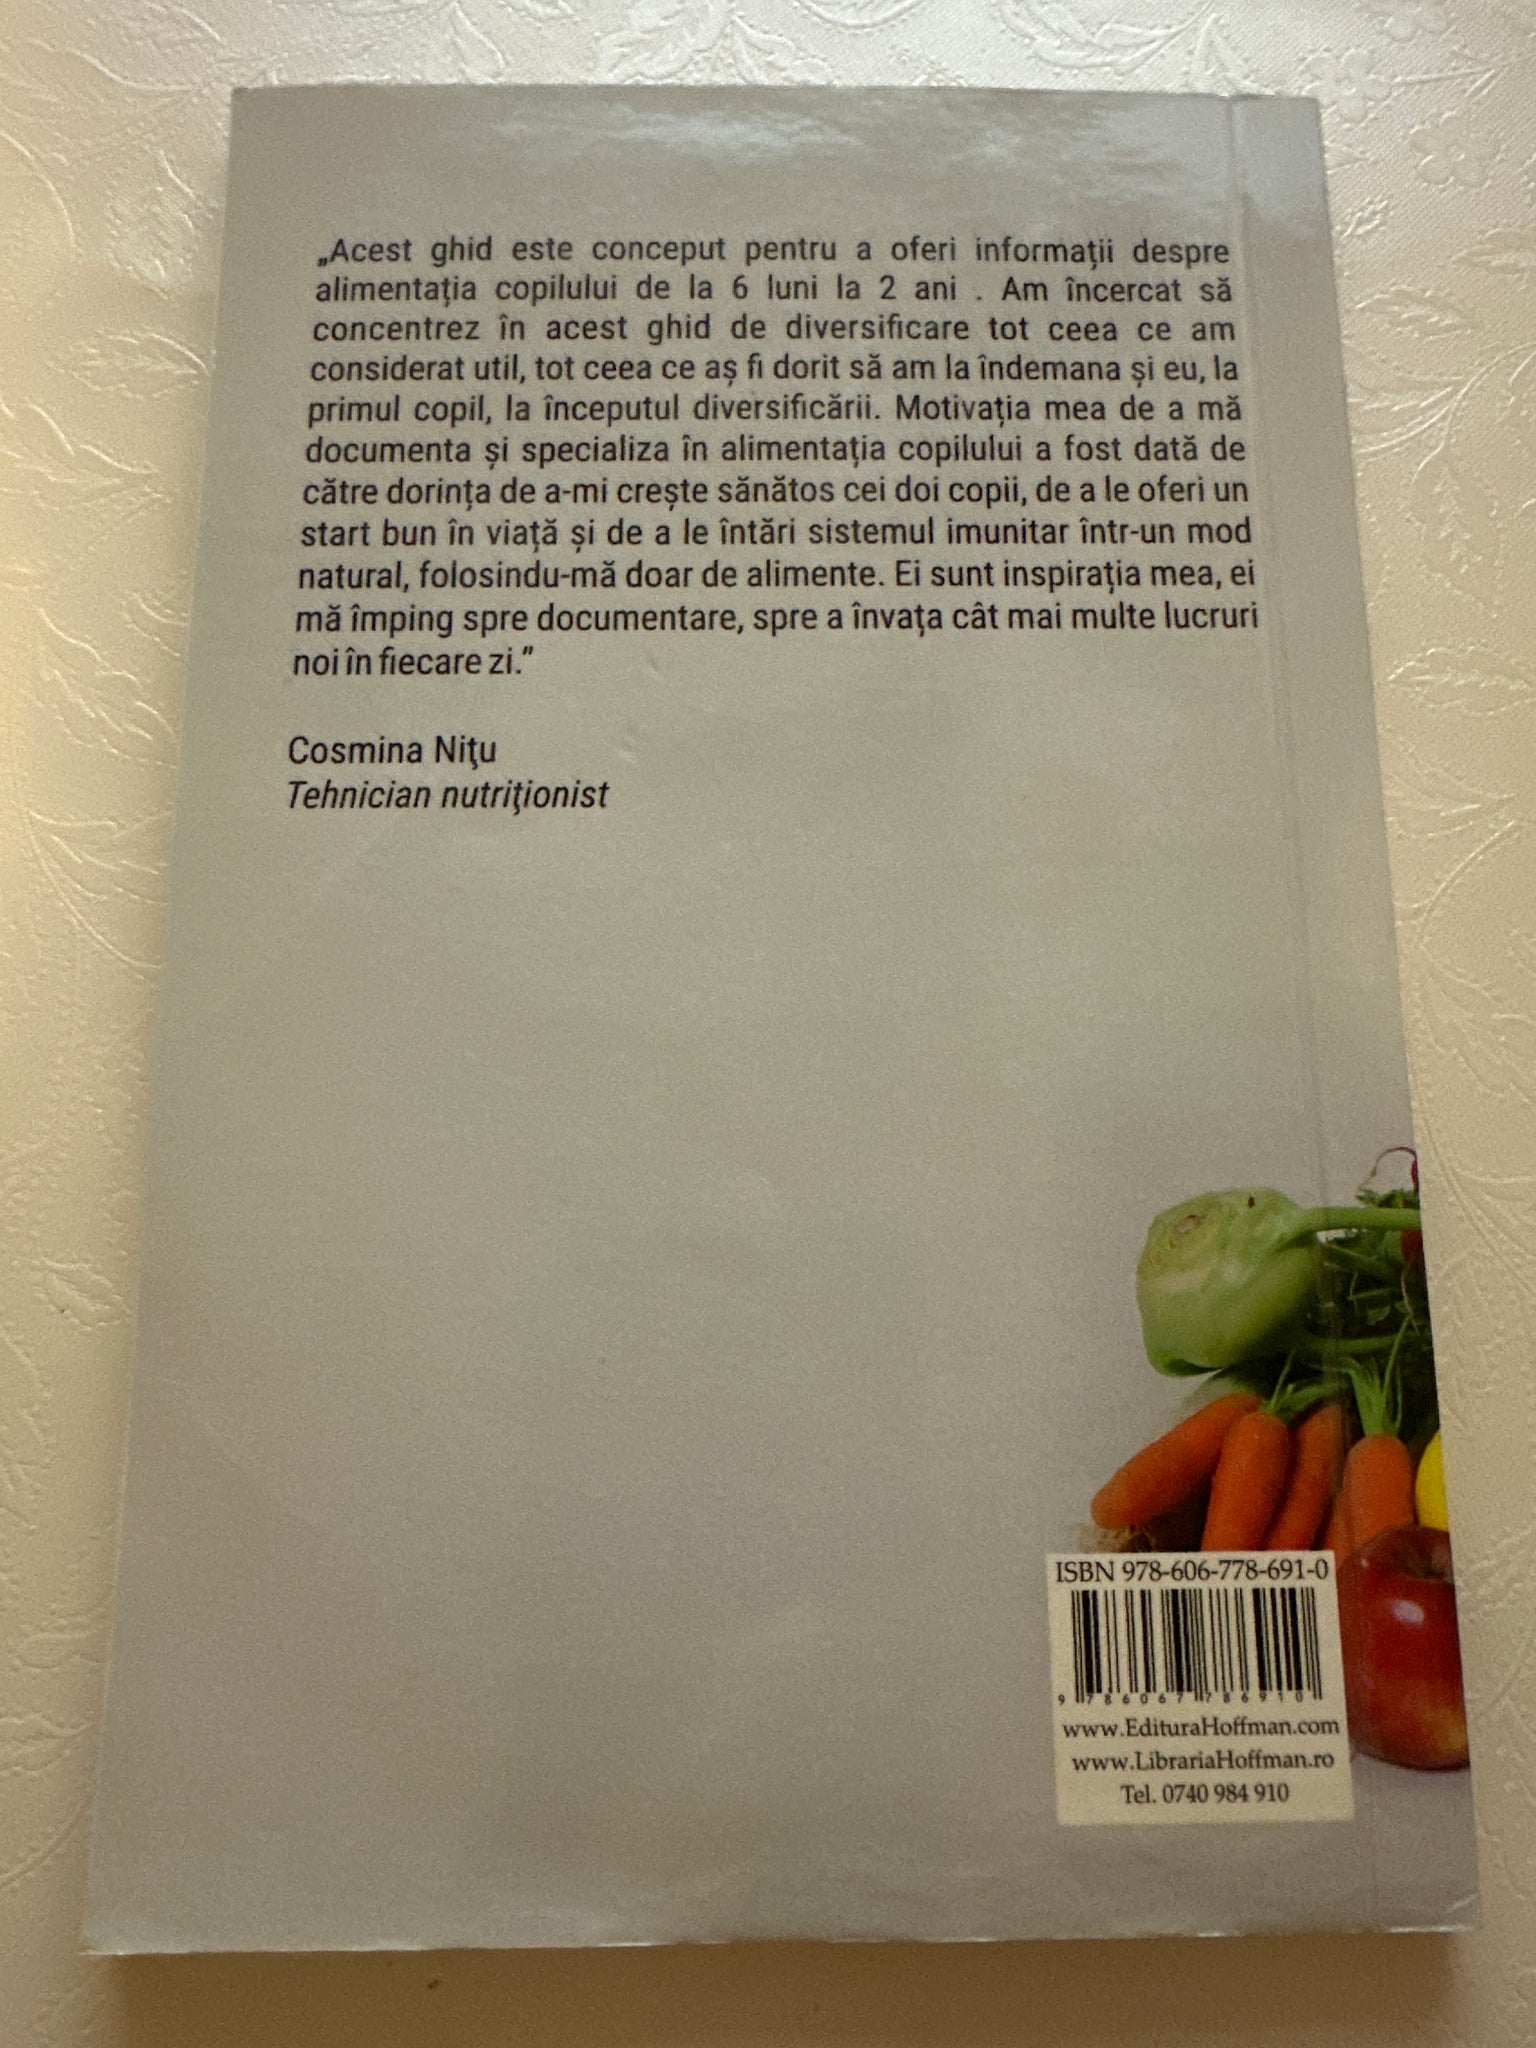 „Acest ghid este conceput pentru a oferi informații despre
alimentația copilului de la 6 luni la 2 ani . Am încercat să
concentrez în acest ghid de diversificare tot ceea ce am
considerat util, tot ceea ce aș fi dorit să am la îndemana și eu, la
primul copil, la începutul diversificării. Motivația mea de a mă
documenta și specializa în alimentația copilului a fost dată de
către dorința de a-mi crește sănătos cei doi copii, de a le oferi un
start bun în viață și de a le întări sistemul imunitar într-un mod
natural, folosindu-mă doar de alimente. Ei sunt inspirația mea, ei
mă împing spre documentare, spre a învața cât mai multe lucruri
noi în fiecare zi.”
Cosmina Niţu
Tehnician nutriţionist
ISBN 978-606-778-691-0
9 786067 786910
www.EdituraHoffman.com
www.LibrariaHoffman.ro
Tel. 0740 984 910